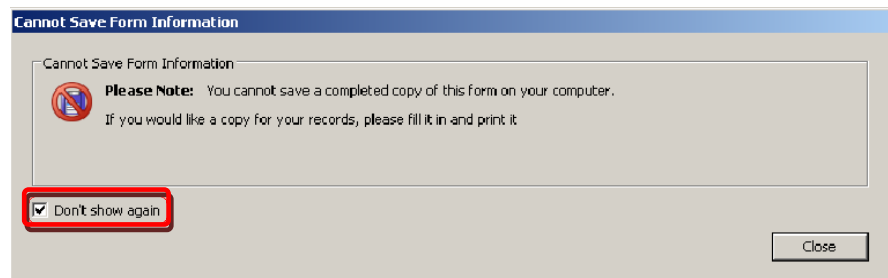 Cannot Save Form Information
Cannot Save Form Information
Please Note: You cannot save a completed copy of this form on your computer.
If you would like a copy for your records, please fill it in and print it
Don't show again
Close